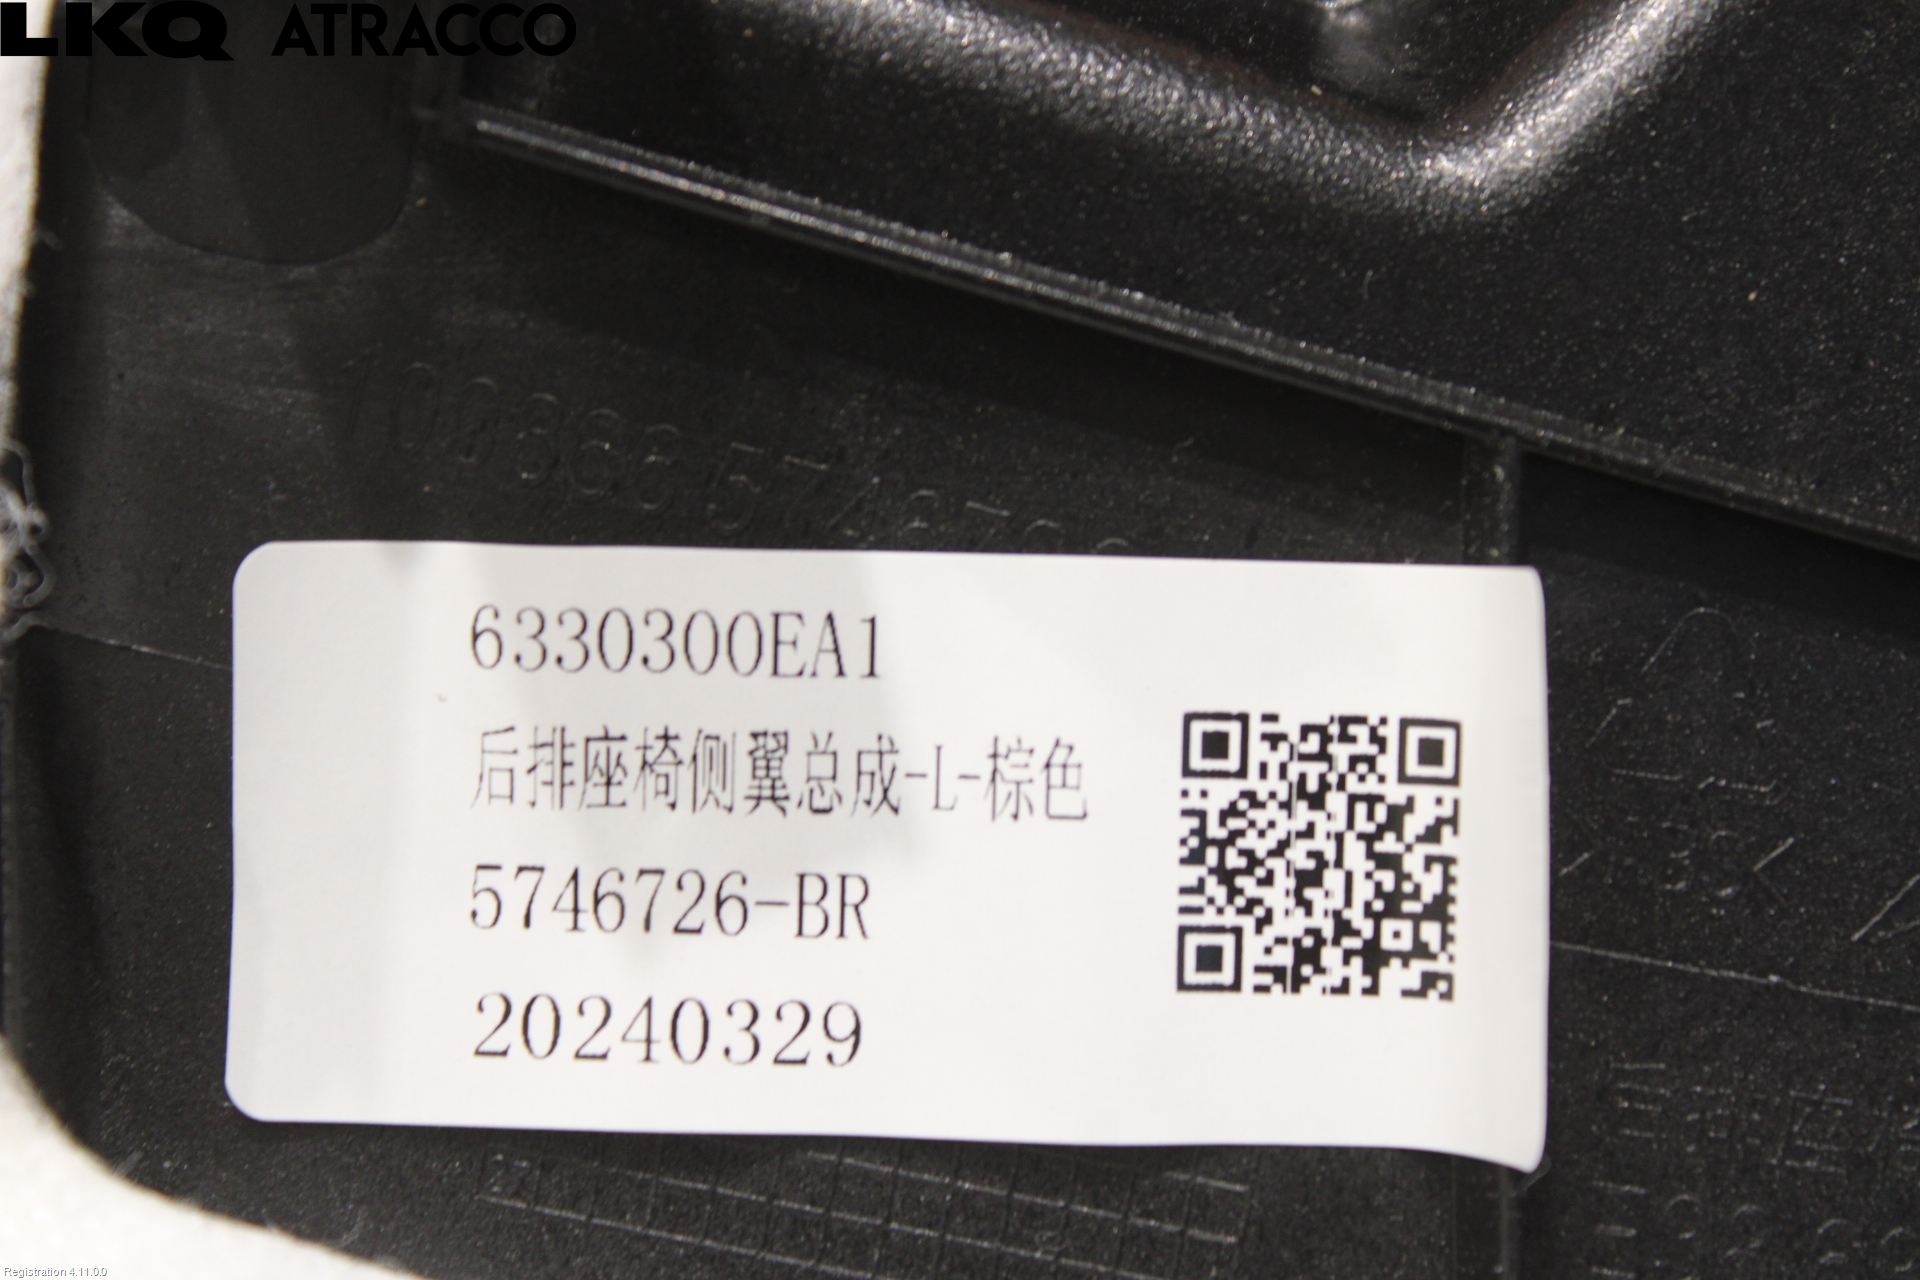 LKQ ATRACCO
6330300EA1
后排座椅侧翼总成-L-棕色
5746726-BR
20240329
Registration 4.11.0.0